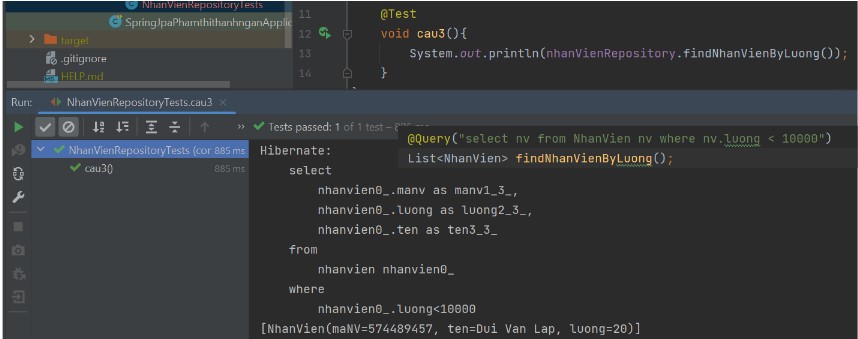 NhanVienRepositoryTests
SpringJpaPhamthithanhnganApplic
target
.gitignore
HELP.md
11 @Test
12 void cau3(){
13 System.out.println(nhanVienRepository.findNhanVienByLuong());
14 }
Run: NhanVienRepositoryTests.cau3 ×
» Tests passed: 1 of 1 test – 885 ms
NhanVienRepositoryTests (cor 885 ms
cau3() 885 ms
@Query("select nv from NhanVien nv where nv.luong < 10000")
List<NhanVien> findNhanVienByLuong();
Hibernate:
select
nhanvien0_.manv as manv1_3_,
nhanvien0_.luong as luong2_3_,
nhanvien0_.ten as ten3_3_
from
nhanvien nhanvien0_
where
nhanvien0_.luong<10000
[NhanVien(maNV=574489457, ten=Dui Van Lap, luong=20)]